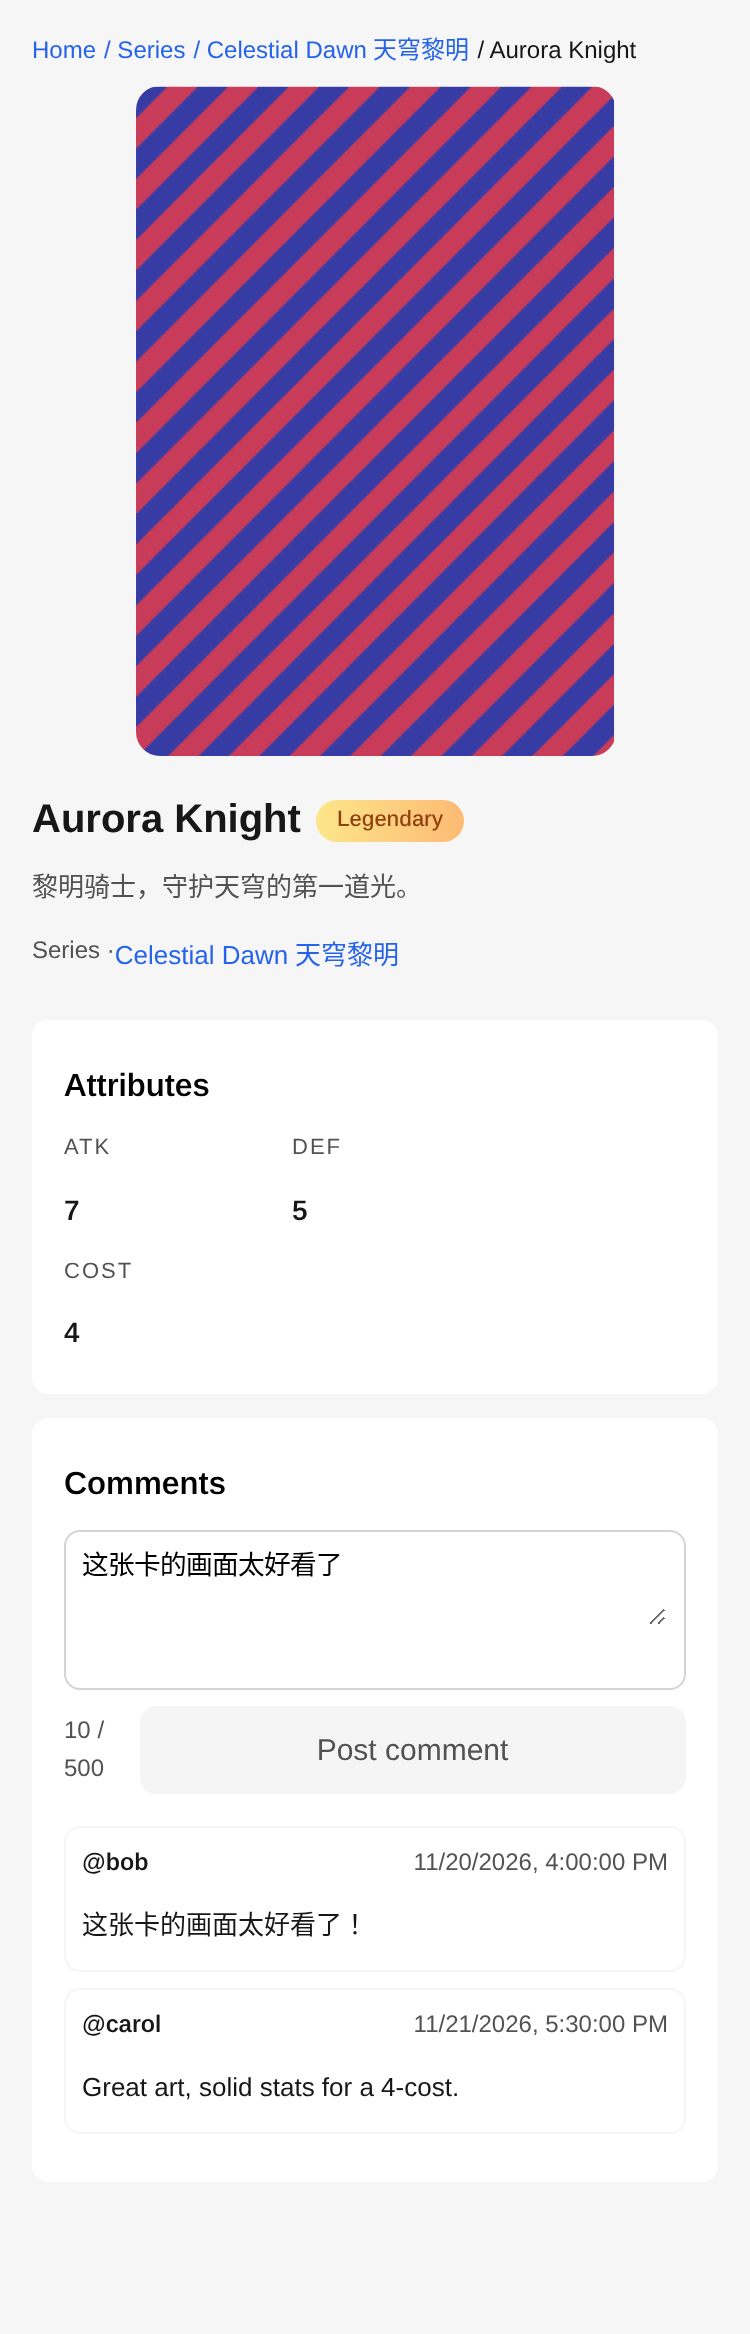 Home / Series / Celestial Dawn 天穹黎明 / Aurora Knight
Aurora Knight Legendary
黎明骑士，守护天穹的第一道光。
Series · Celestial Dawn 天穹黎明
Attributes
ATK DEF
7 5
COST
4
Comments
这张卡的画面太好看了
10 /
500
Post comment
@bob 11/20/2026, 4:00:00 PM
这张卡的画面太好看了！
@carol 11/21/2026, 5:30:00 PM
Great art, solid stats for a 4-cost.